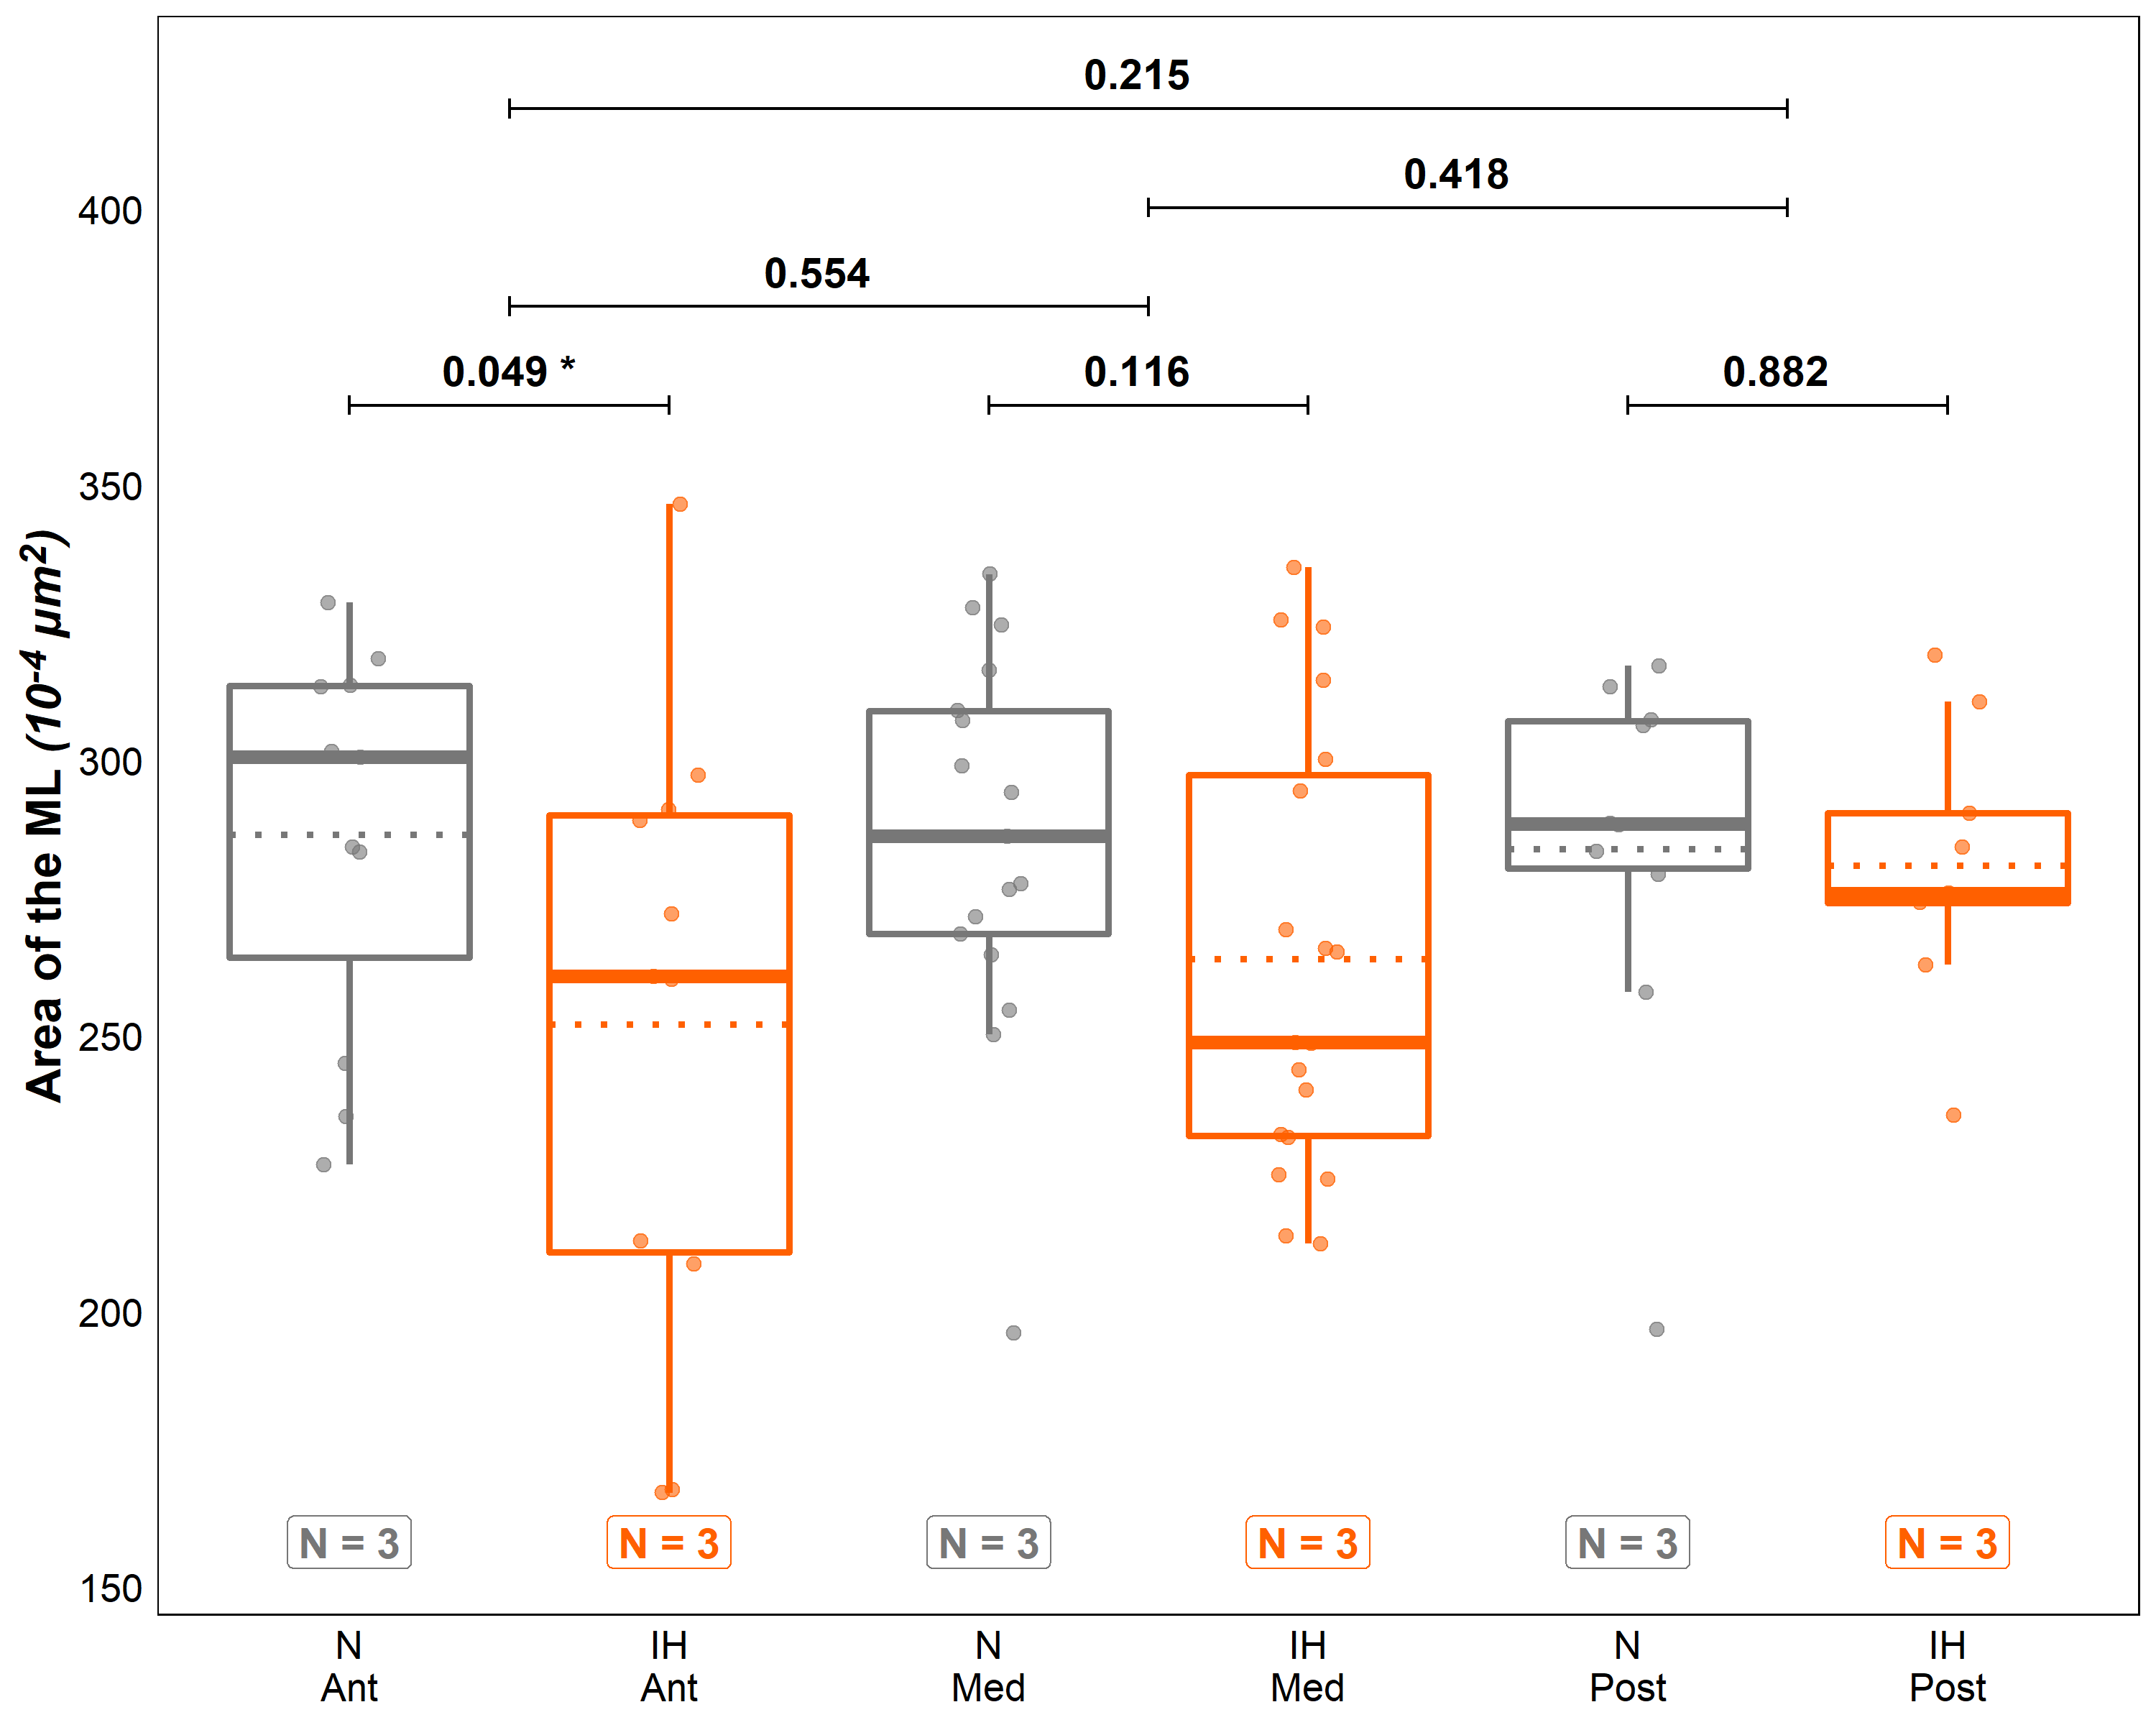 0.215
0.418
0.554
0.049 *
0.116
0.882
Area of the ML (10⁻⁴ µm²)
400
350
300
250
200
150
N = 3
N = 3
N = 3
N = 3
N = 3
N = 3
N
Ant
IH
Ant
N
Med
IH
Med
N
Post
IH
Post